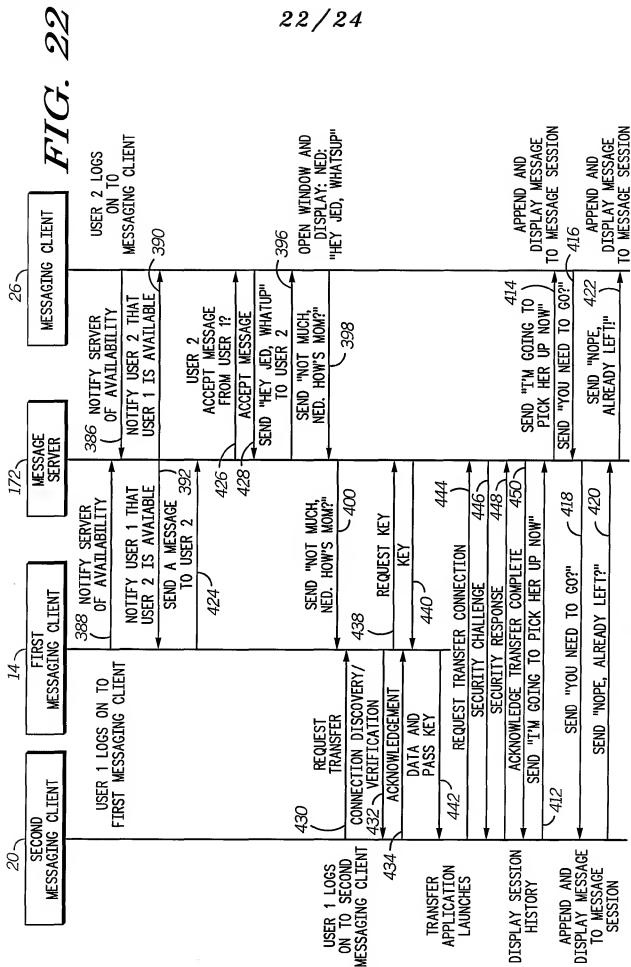 22/24
FIG. 22
20
SECOND
MESSAGING CLIENT
14
FIRST
MESSAGING CLIENT
172
MESSAGE
SERVER
26
MESSAGING CLIENT
USER 2 LOGS
ON TO
MESSAGING CLIENT
386 NOTIFY SERVER
OF AVAILABILITY
USER 1 LOGS ON TO
FIRST MESSAGING CLIENT
388 NOTIFY SERVER
OF AVAILABILITY
NOTIFY USER 2 THAT
USER 1 IS AVAILABLE
390
NOTIFY USER 1 THAT
USER 2 IS AVAIABLE
392
SEND A MESSAGE
TO USER 2
424
USER 2
ACCEPT MESSAGE
FROM USER 1?
426
ACCEPT MESSAGE
428
SEND "HEY JED, WHATUP"
TO USER 2
396
OPEN WINDOW AND
DISPLAY: NED:
"HEY JED, WHATSUP"
SEND "NOT MUCH,
NED. HOW'S MOM?"
398
SEND "NOT MUCH,
NED. HOW'S MOM?"
400
430
REQUEST
TRANSFER
USER 1 LOGS
ON TO SECOND
MESSAGING CLIENT
CONNECTION DISCOVERY/
VERIFICATION
432
ACKNOWLEDGEMENT
434
438
REQUEST KEY
KEY
440
DATA AND
PASS KEY
442
TRANSFER
APPLICATION
LAUNCHES
REQUEST TRANSFER CONNECTION
444
SECURITY CHALLENGE
446
SECURITY RESPONSE
448
ACKNOWLEDGE TRANSFER COMPLETE
450
DISPLAY SESSION
HISTORY
SEND "I'M GOING TO PICK HER UP NOW"
412
414
SEND "I'M GOING TO
PICK HER UP NOW"
APPEND AND
DISPLAY MESSAGE
TO MESSAGE SESSION
SEND "YOU NEED TO GO?"
416
SEND "YOU NEED TO GO?"
418
APPEND AND
DISPLAY MESSAGE
TO MESSAGE
SESSION
SEND "NOPE, ALREADY LEFT?"
420
SEND "NOPE,
ALREADY LEFT!"
422
APPEND AND
DISPLAY MESSAGE
TO MESSAGE SESSION